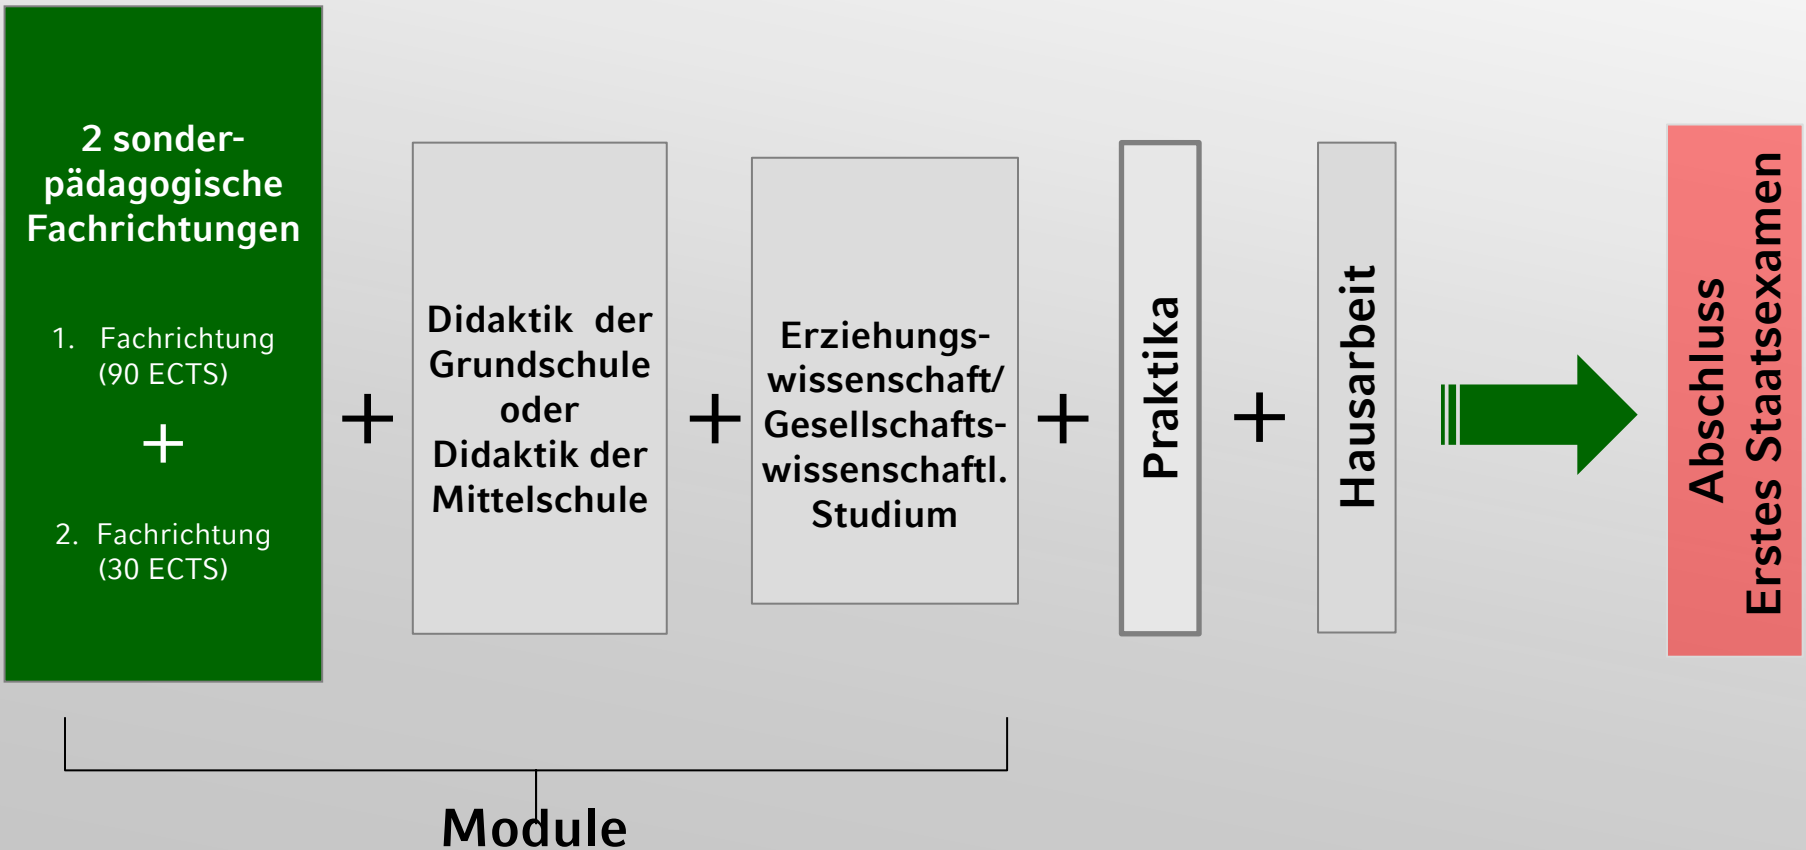 2 sonder-
pädagogische
Fachrichtungen
1. Fachrichtung
(90 ECTS)
+
2. Fachrichtung
(30 ECTS)
+
Didaktik der
Grundschule
oder
Didaktik der
Mittelschule
+
Erziehungs-
wissenschaft/
Gesellschafts-
wissenschaftl.
Studium
+
Praktika
+
Hausarbeit
Abschluss
Erstes Staatsexamen
Module